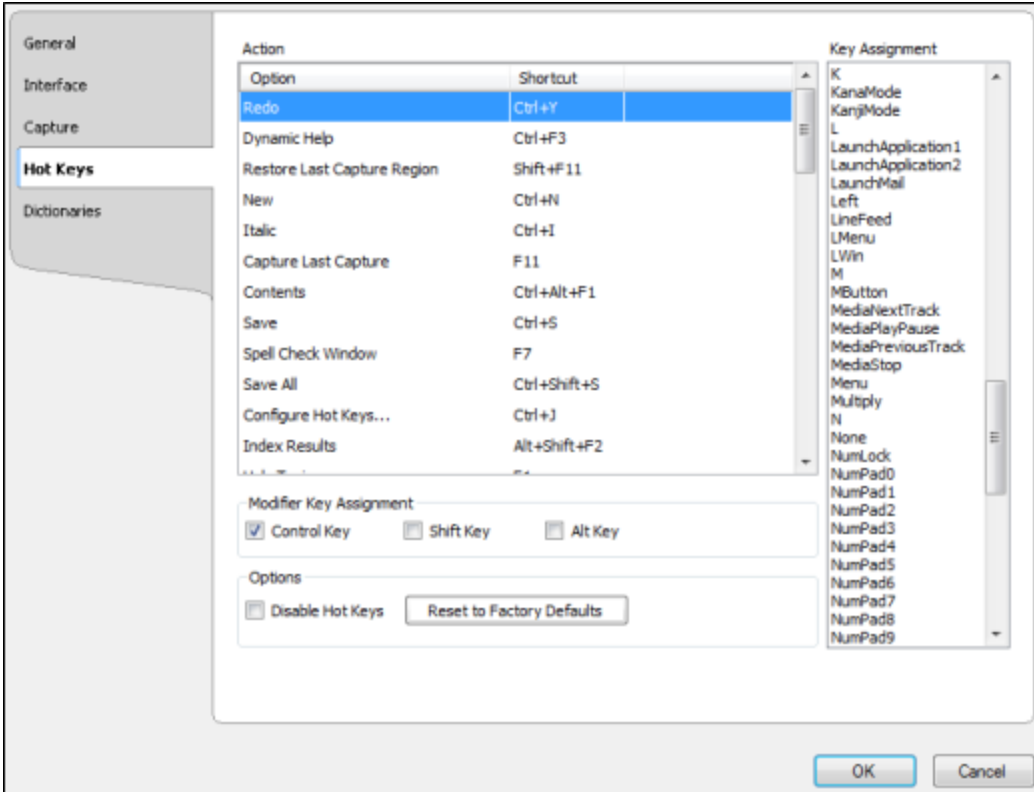 General
Interface
Capture
Hot Keys
Dictionaries
Action
Option Shortcut
Redo Ctrl+Y
Dynamic Help Ctrl+F3
Restore Last Capture Region Shift+F11
New Ctrl+N
Italic Ctrl+I
Capture Last Capture F11
Contents Ctrl+Alt+F1
Save Ctrl+S
Spell Check Window F7
Save All Ctrl+Shift+S
Configure Hot Keys... Ctrl+J
Index Results Alt+Shift+F2
Modifier Key Assignment
Control Key Shift Key Alt Key
Options
Disable Hot Keys Reset to Factory Defaults
Key Assignment
K
KanaMode
KanjiMode
L
LaunchApplication1
LaunchApplication2
LaunchMail
Left
LineFeed
LMenu
LWin
M
MButton
MediaNextTrack
MediaPlayPause
MediaPreviousTrack
MediaStop
Menu
Multiply
N
None
NumLock
NumPad0
NumPad1
NumPad2
NumPad3
NumPad4
NumPad5
NumPad6
NumPad7
NumPad8
NumPad9
OK Cancel